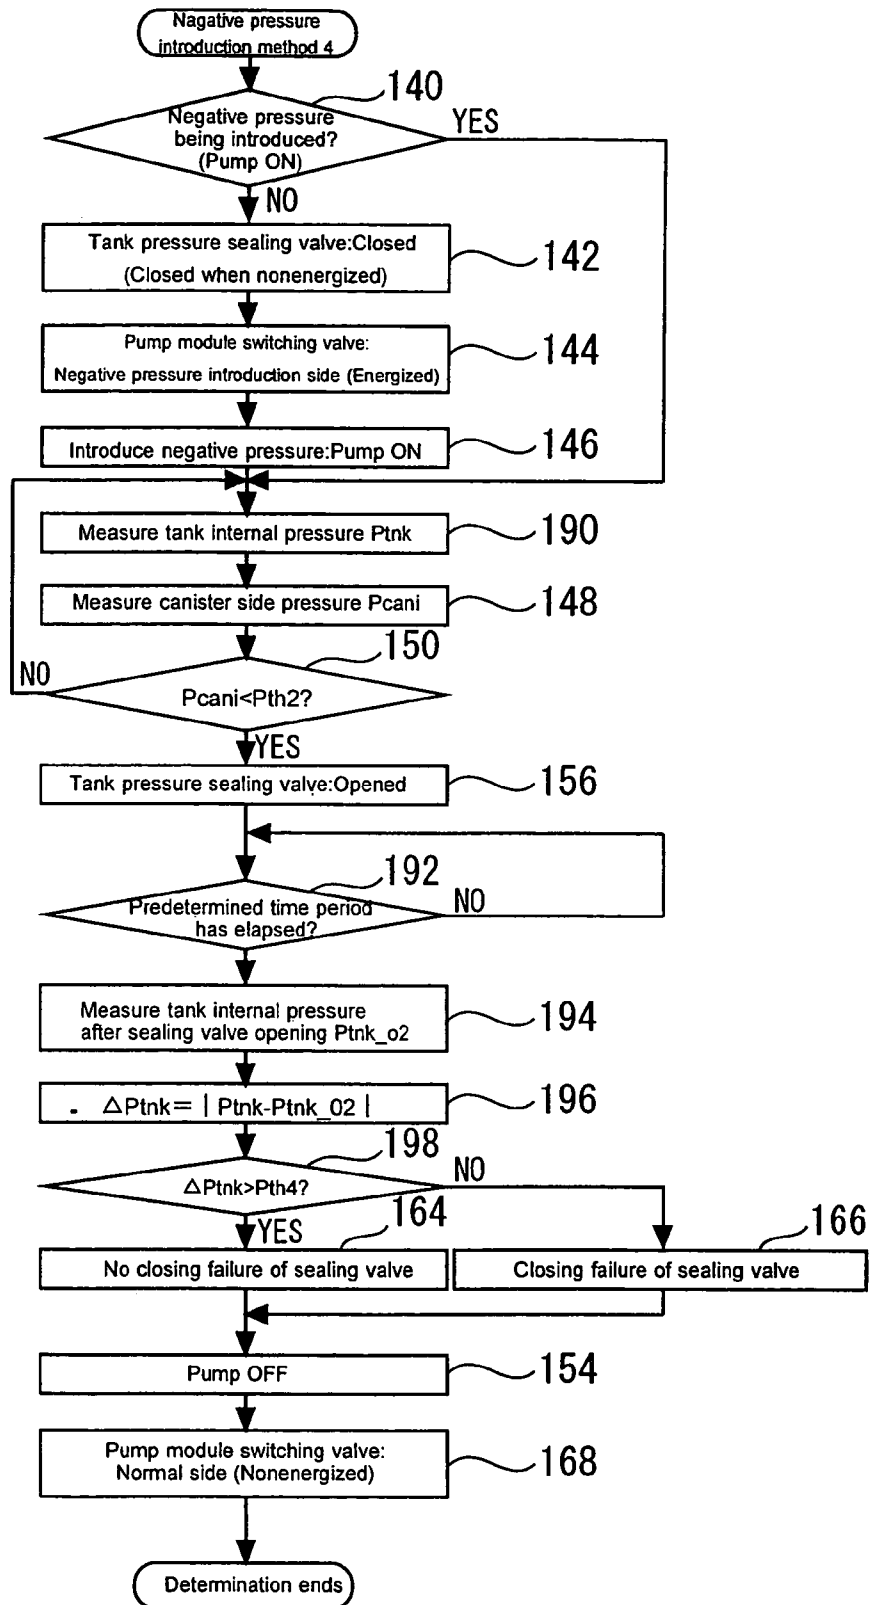 Nagative pressure
introduction method 4
140
Negative pressure
being introduced?
(Pump ON)
YES
NO
Tank pressure sealing valve:Closed
(Closed when nonenergized)
142
Pump module switching valve:
Negative pressure introduction side (Energized)
144
Introduce negative pressure:Pump ON
146
Measure tank internal pressure Ptnk
190
Measure canister side pressure Pcani
148
150
NO
Pcani<Pth2?
YES
Tank pressure sealing valve:Opened
156
192
Predetermined time period
has elapsed?
NO
Measure tank internal pressure
after sealing valve opening Ptnk_o2
194
. △Ptnk=｜Ptnk-Ptnk_02｜
196
198
△Ptnk>Pth4?
NO
YES
164
No closing failure of sealing valve
166
Closing failure of sealing valve
Pump OFF
154
Pump module switching valve:
Normal side (Nonenergized)
168
Determination ends